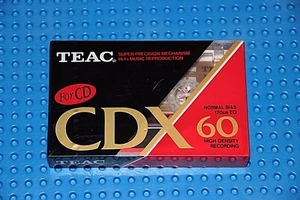 TEAC
SUPER PRECISION MECHANISM
Hi-Fi MUSIC REPRODUCTION
For CD
CDX 60
NORMAL BIAS
120μs EQ
HIGH DENSITY
RECORDING
TEAC